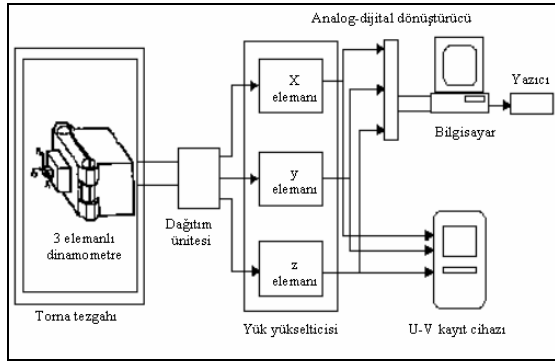 Analog-dijital dönüştürücü
X
elemanı
Yazıcı
Bilgisayar
y
elemanı
Dağıtım
ünitesi
3 elemanlı
dinamometre
z
elemanı
Torna tezgahı
Yük yükselticisi
U-V kayıt cihazı